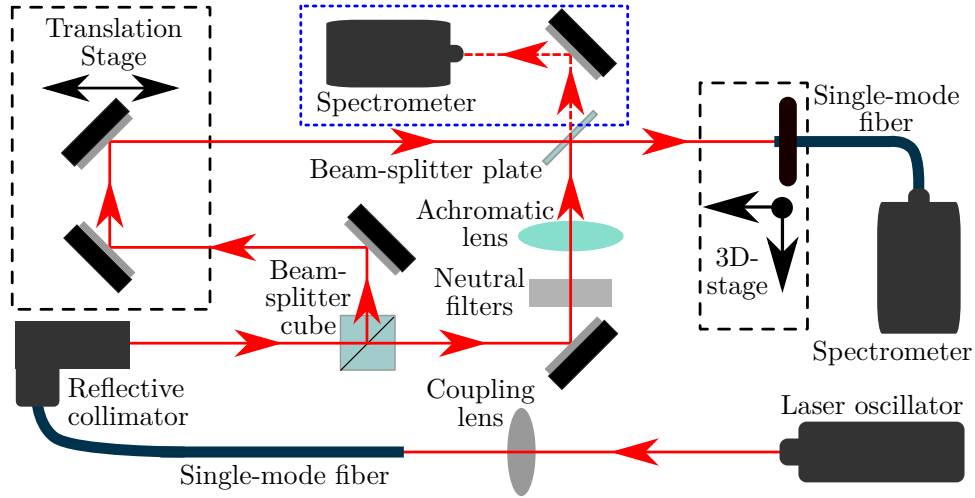 Translation
Stage
Spectrometer
Single-mode
fiber
Beam-splitter plate
Achromatic
lens
3D-
stage
Beam-
splitter
cube
Neutral
filters
Spectrometer
Reflective
collimator
Coupling
lens
Laser oscillator
Single-mode fiber